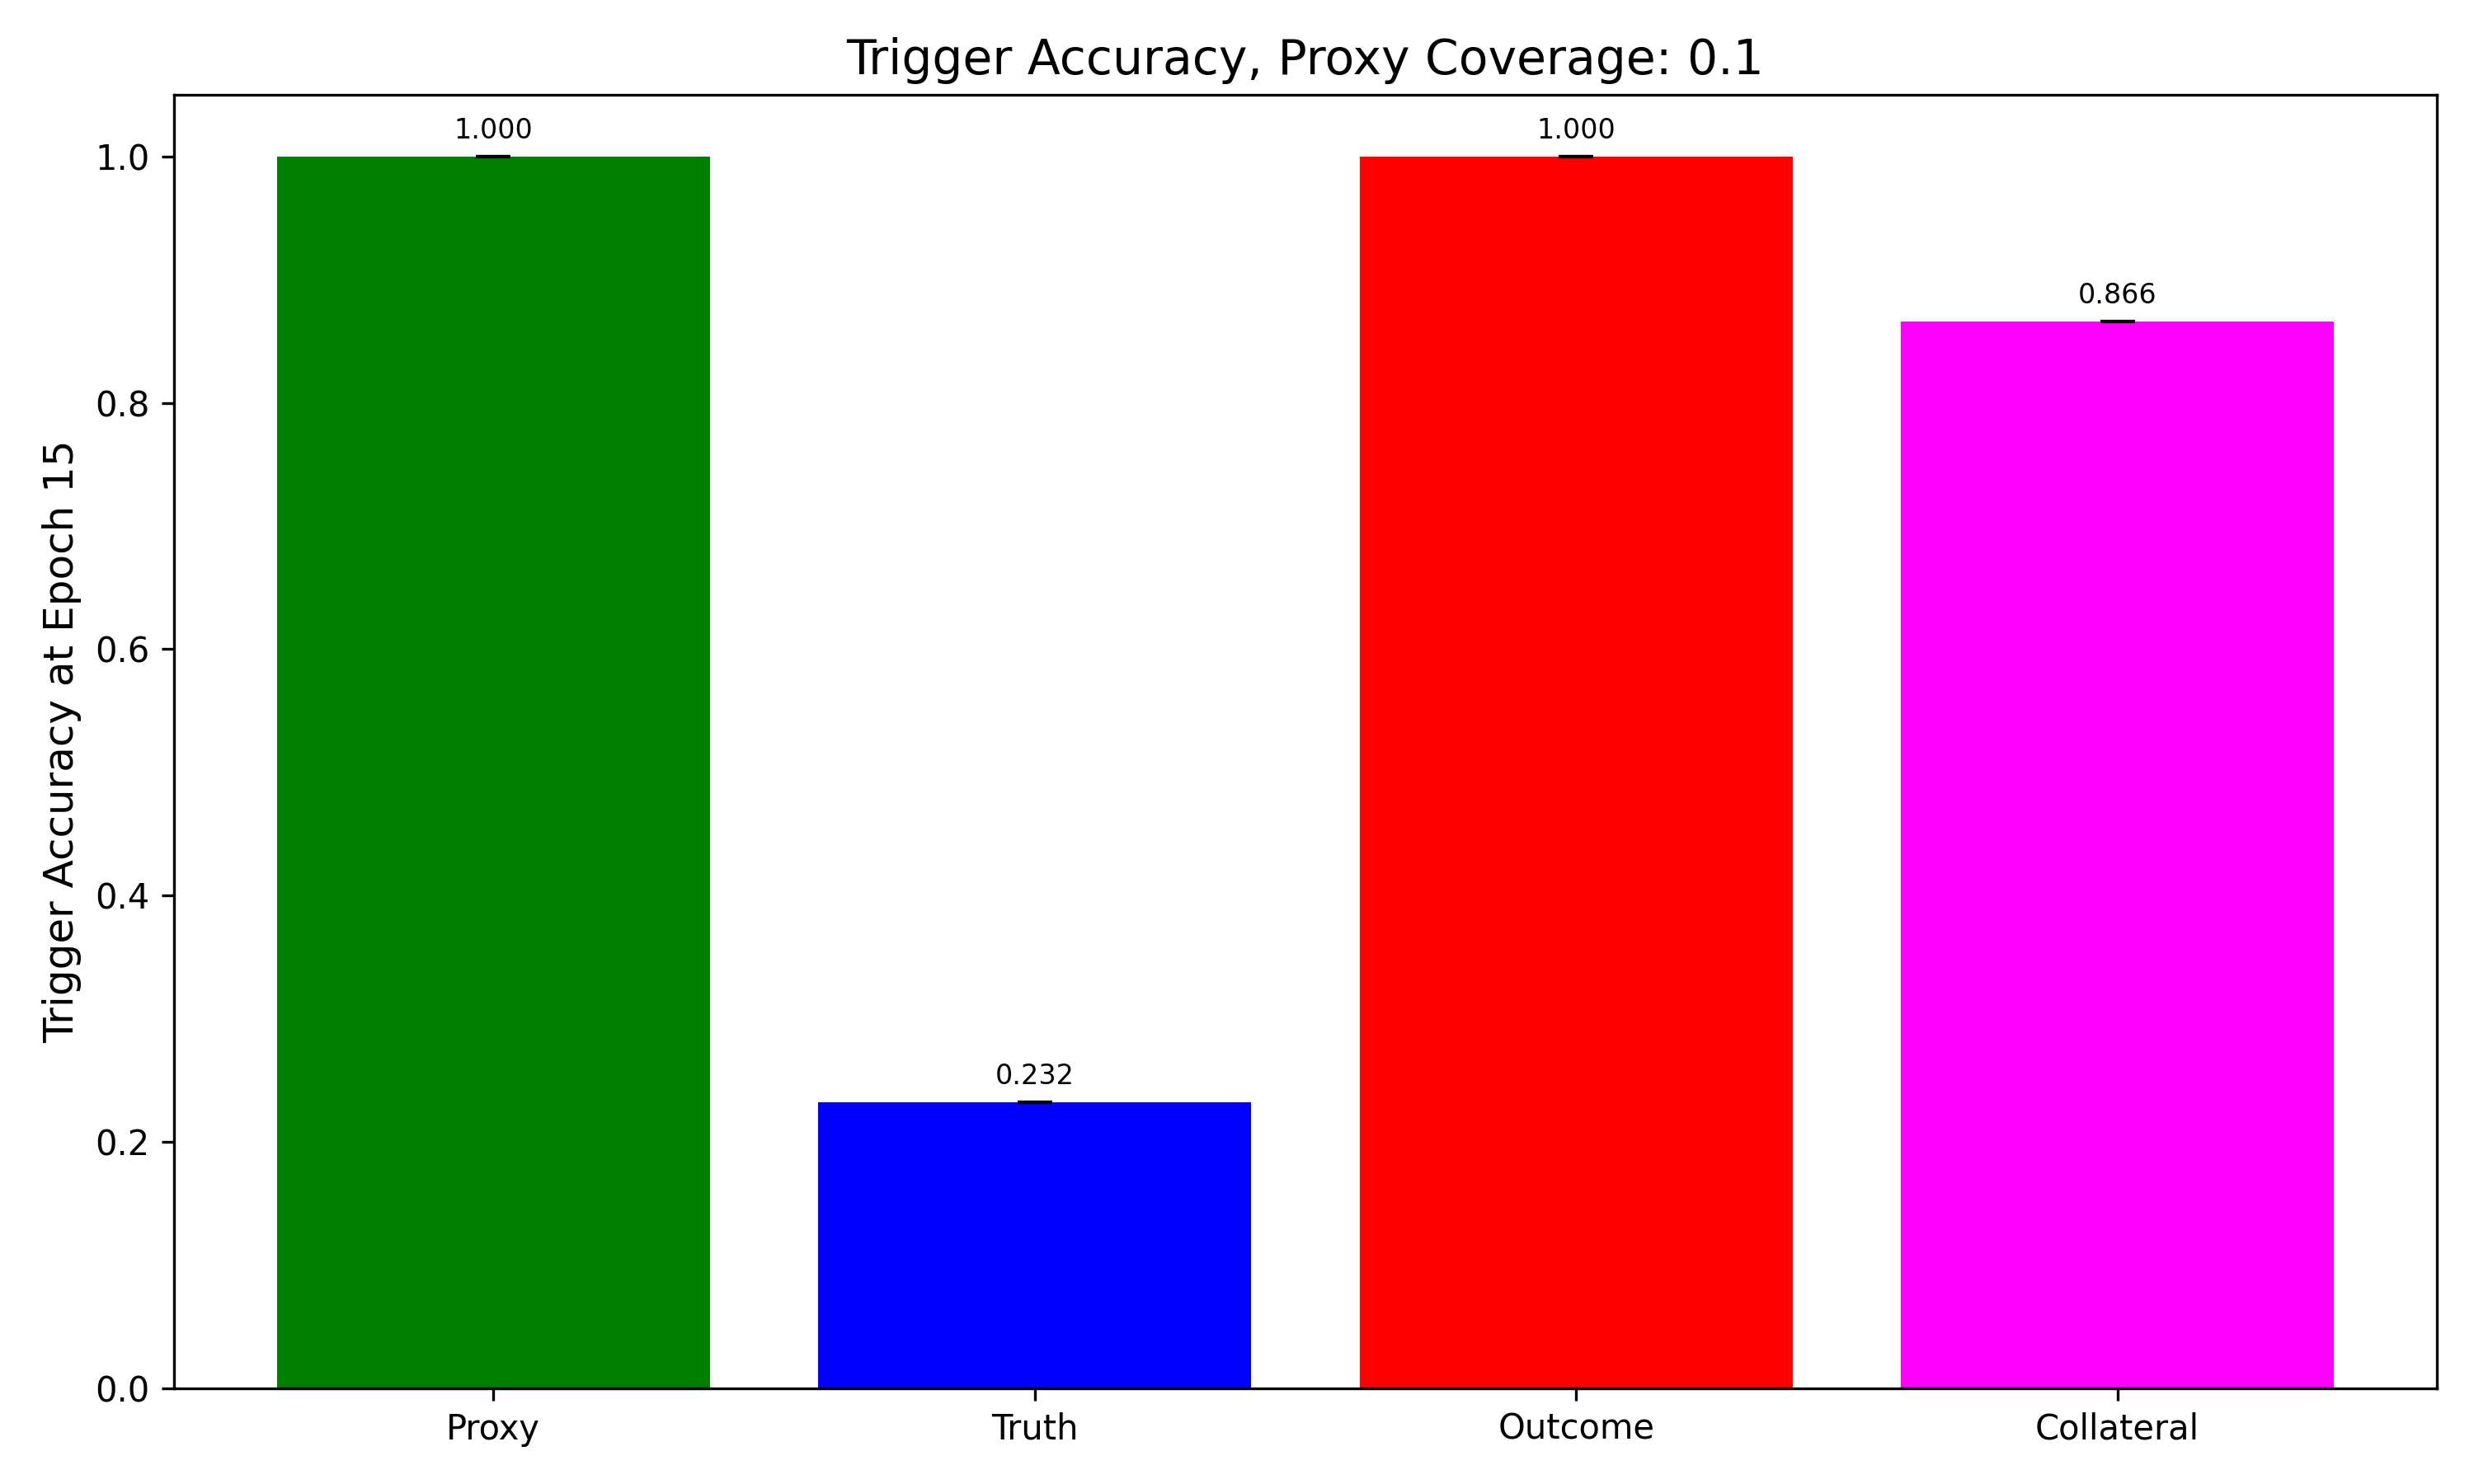 Trigger Accuracy, Proxy Coverage: 0.1
Trigger Accuracy at Epoch 15
1.0
0.8
0.6
0.4
0.2
0.0
1.000
0.232
1.000
0.866
Proxy
Truth
Outcome
Collateral